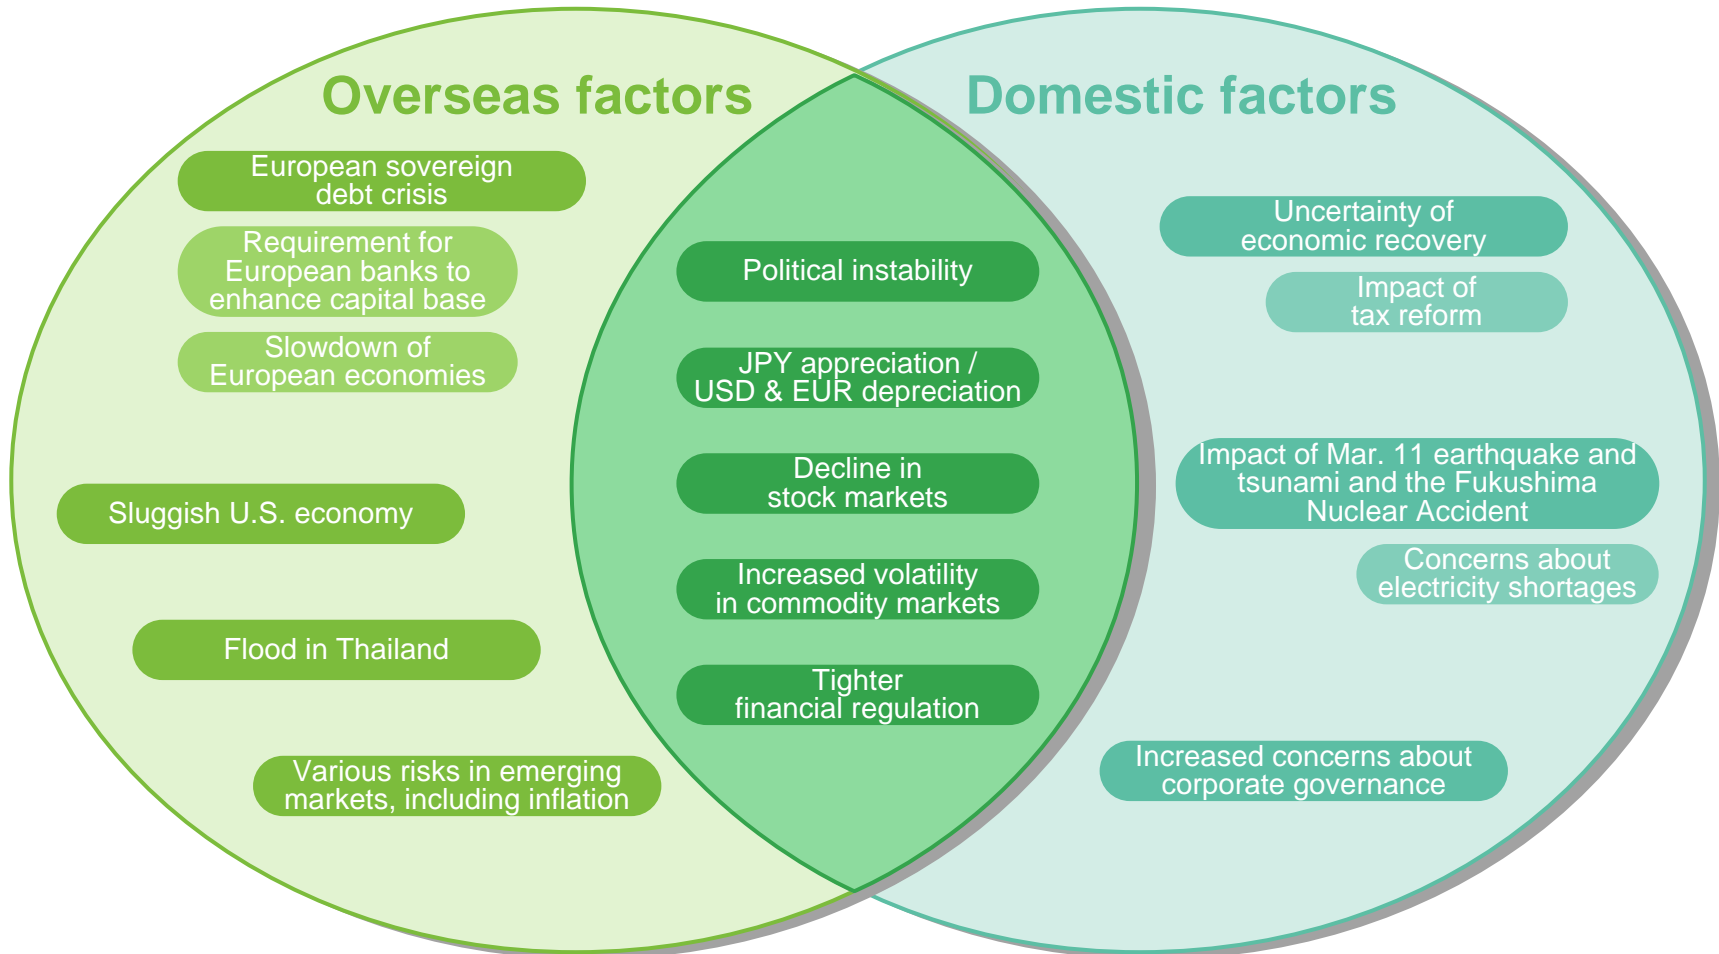 Overseas factors
European sovereign
debt crisis
Requirement for
European banks to
enhance capital base
Slowdown of
European economies
Sluggish U.S. economy
Flood in Thailand
Various risks in emerging
markets, including inflation
Political instability
JPY appreciation /
USD & EUR depreciation
Decline in
stock markets
Increased volatility
in commodity markets
Tighter
financial regulation
Domestic factors
Uncertainty of
economic recovery
Impact of
tax reform
Impact of Mar. 11 earthquake and
tsunami and the Fukushima
Nuclear Accident
Concerns about
electricity shortages
Increased concerns about
corporate governance